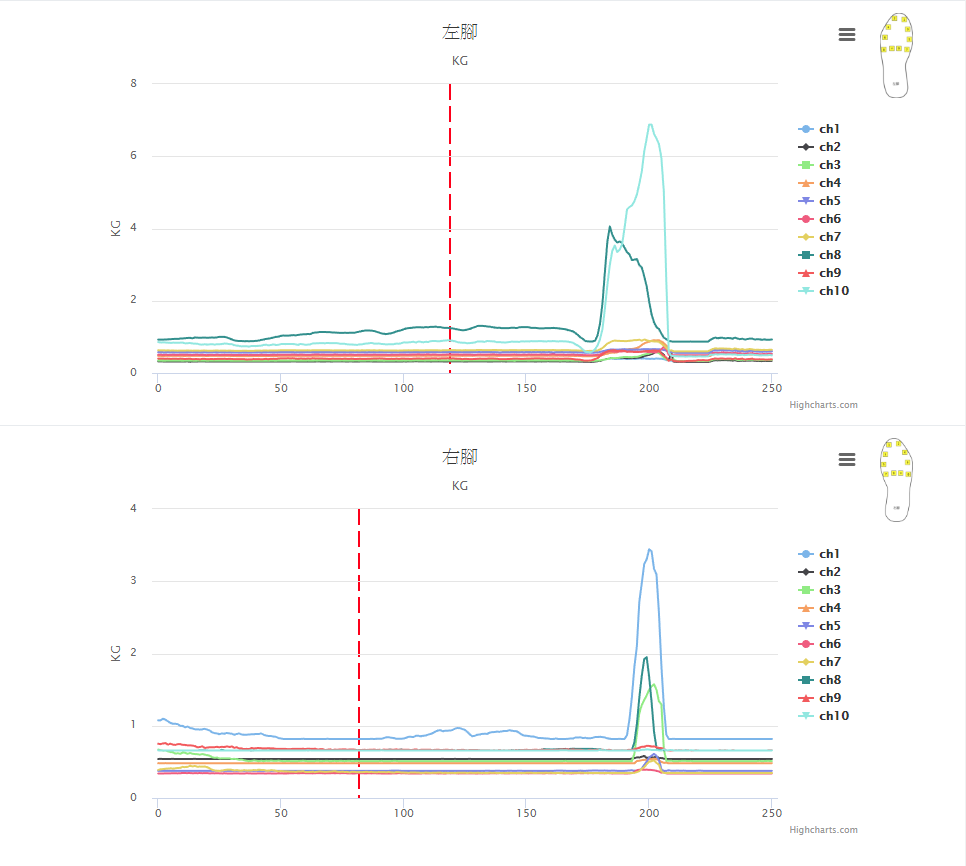 左腳
KG
8
6
4
2
0
KG
0
50
100
150
200
250
ch1
ch2
ch3
ch4
ch5
ch6
ch7
ch8
ch9
ch10
Highcharts.com
右腳
KG
4
3
2
1
0
KG
0
50
100
150
200
250
ch1
ch2
ch3
ch4
ch5
ch6
ch7
ch8
ch9
ch10
Highcharts.com